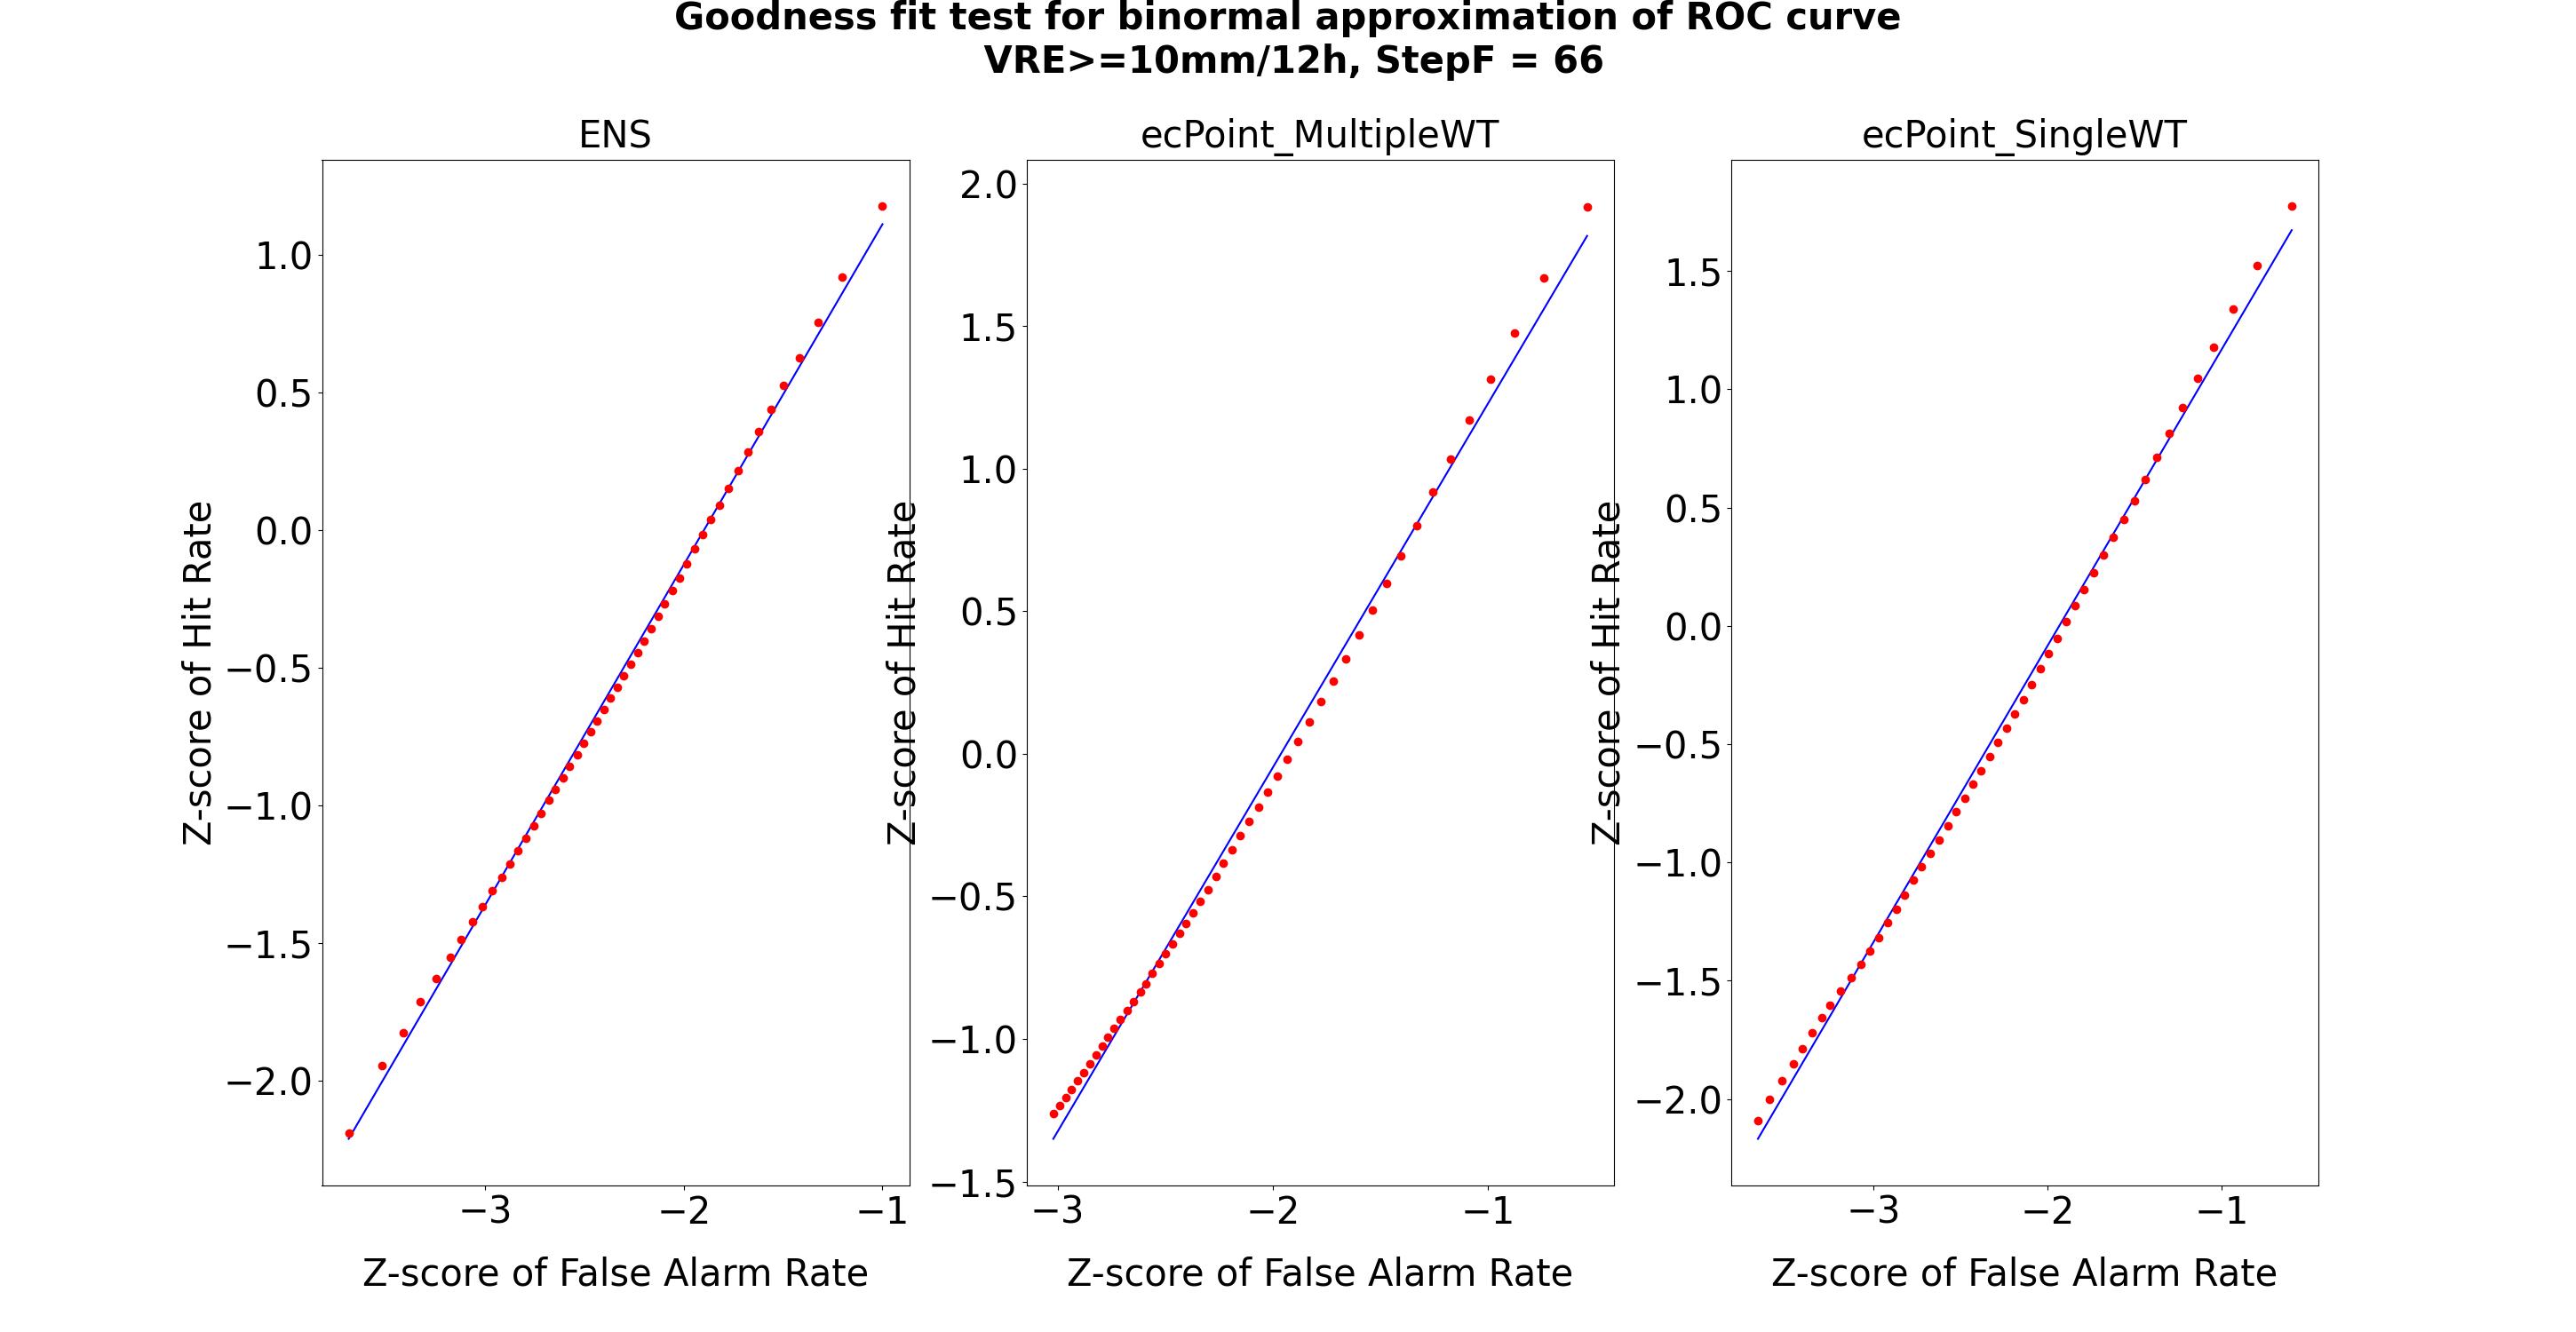 Goodness fit test for binormal approximation of ROC curve
VRE>=10mm/12h, StepF = 66
ENS
1.0
0.5
0.0
−0.5
−1.0
−1.5
−2.0
−3
−2
−1
Z-score of Hit Rate
Z-score of False Alarm Rate
ecPoint_MultipleWT
2.0
1.5
1.0
0.5
0.0
−0.5
−1.0
−1.5
−3
−2
−1
Z-score of Hit Rate
Z-score of False Alarm Rate
ecPoint_SingleWT
1.5
1.0
0.5
0.0
−0.5
−1.0
−1.5
−2.0
−3
−2
−1
Z-score of Hit Rate
Z-score of False Alarm Rate